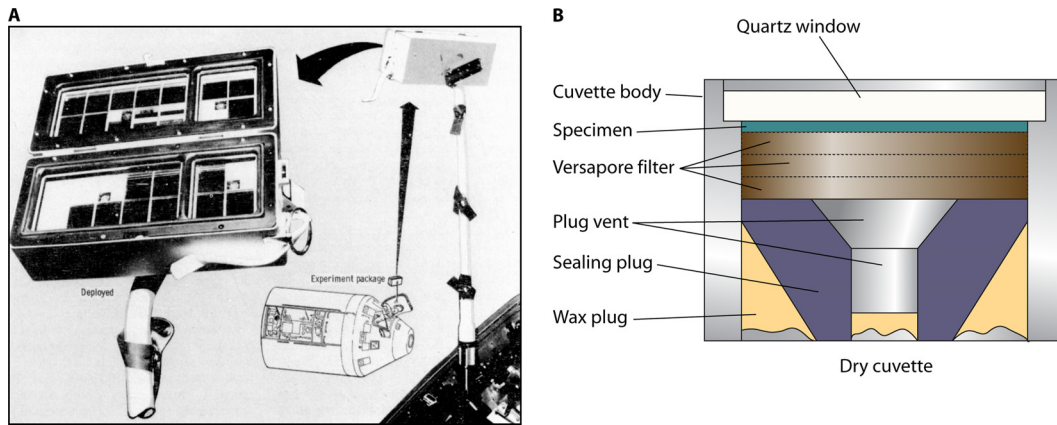 A
Deployed
Experiment package
B
Quartz window
Cuvette body
Specimen
Versapore filter
Plug vent
Sealing plug
Wax plug
Dry cuvette